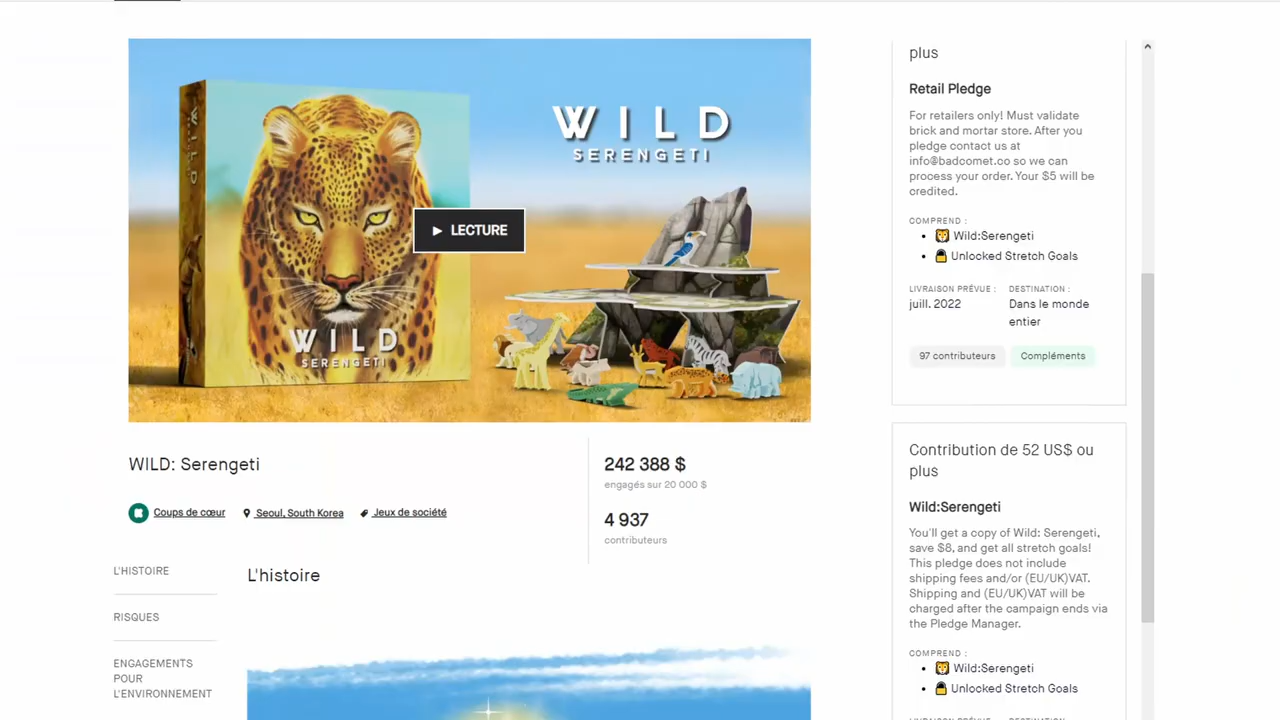 WILD
SERENGETI
WILD
WILD
SERENGETI
▶ LECTURE
WILD: Serengeti
Coups de cœur
Seoul, South Korea
Jeux de société
242 388 $
engagés sur 20 000 $
4 937
contributeurs
L'HISTOIRE
RISQUES
ENGAGEMENTS
POUR
L'ENVIRONNEMENT
L'histoire
plus
Retail Pledge
For retailers only! Must validate
brick and mortar store. After you
pledge contact us at
info@badcomet.co so we can
process your order. Your $5 will be
credited.
COMPREND :
• 🦁 Wild:Serengeti
• 🔒 Unlocked Stretch Goals
LIVRAISON PRÉVUE :
juill. 2022
DESTINATION :
Dans le monde
entier
97 contributeurs
Compléments
Contribution de 52 US$ ou
plus
Wild:Serengeti
You'll get a copy of Wild: Serengeti,
save $8, and get all stretch goals!
This pledge does not include
shipping fees and/or (EU/UK)VAT.
Shipping and (EU/UK)VAT will be
charged after the campaign ends via
the Pledge Manager.
COMPREND :
• 🦁 Wild:Serengeti
• 🔒 Unlocked Stretch Goals